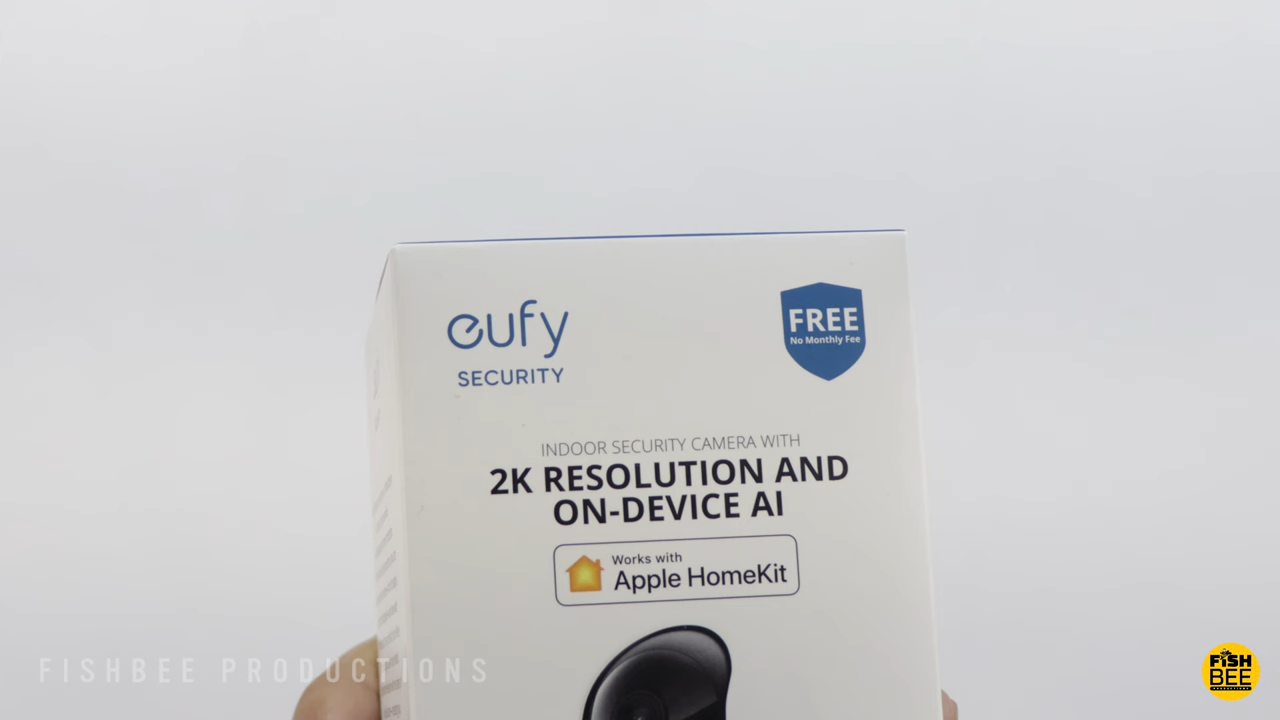 eufy
SECURITY
FREE
No Monthly Fee
INDOOR SECURITY CAMERA WITH
2K RESOLUTION AND
ON-DEVICE AI
Works with
Apple HomeKit
FISHBEE PRODUCTIONS
FISH
BEE
PRODUCTIONS